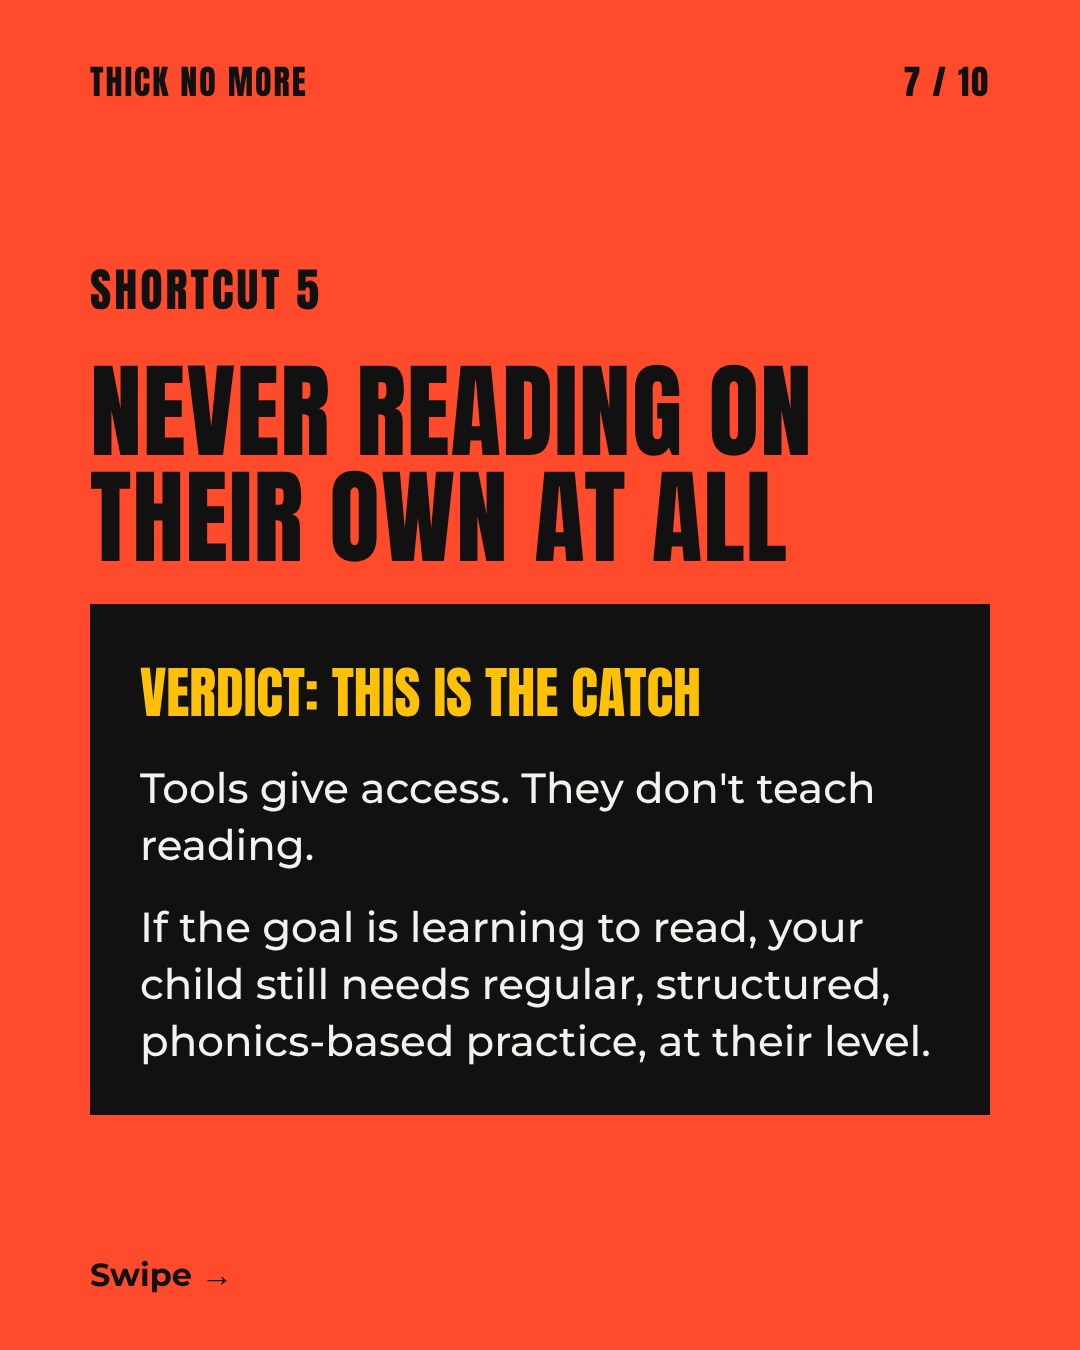 THICK NO MORE
7 / 10
SHORTCUT 5
NEVER READING ON
THEIR OWN AT ALL
VERDICT: THIS IS THE CATCH
Tools give access. They don't teach
reading.
If the goal is learning to read, your
child still needs regular, structured,
phonics-based practice, at their level.
Swipe →